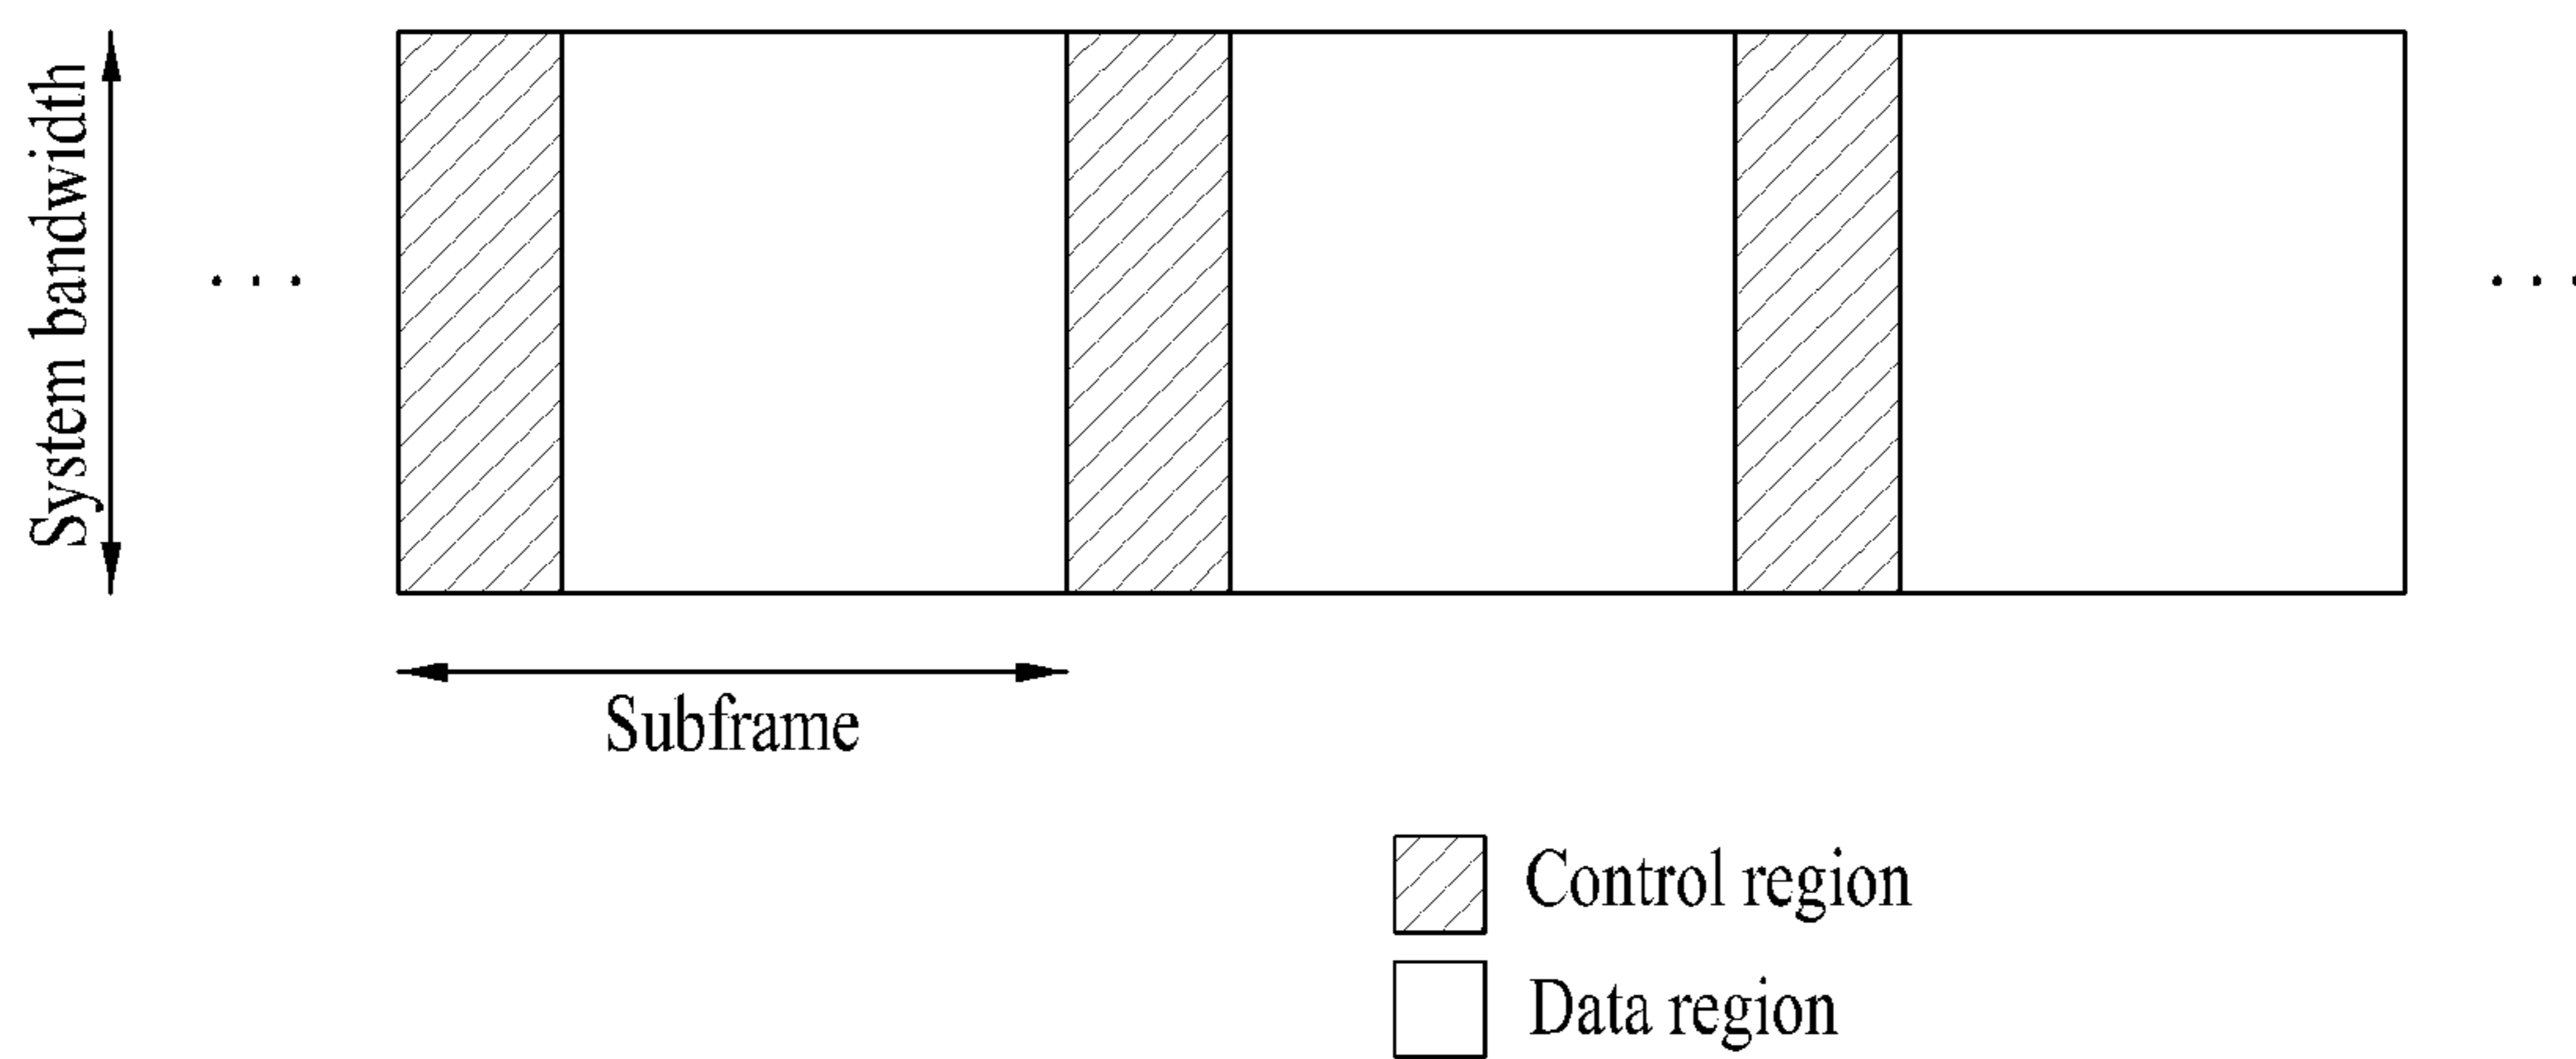 System bandwidth
. . .
. . .
Subframe
Control region
Data region